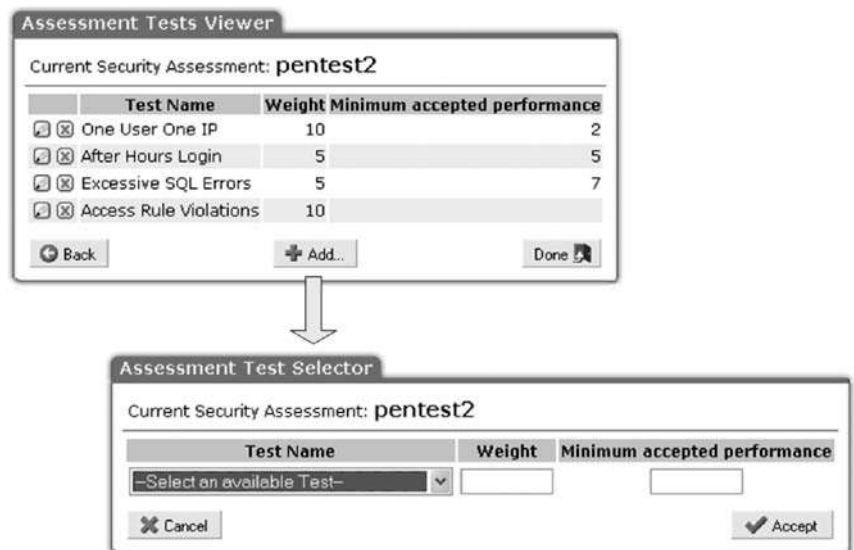 Assessment Tests Viewer
Current Security Assessment: pentest2
Test Name Weight Minimum accepted performance
One User One IP 10 2
After Hours Login 5 5
Excessive SQL Errors 5 7
Access Rule Violations 10
Back Add... Done
Assessment Test Selector
Current Security Assessment: pentest2
Test Name Weight Minimum accepted performance
--Select an available Test--
Cancel Accept